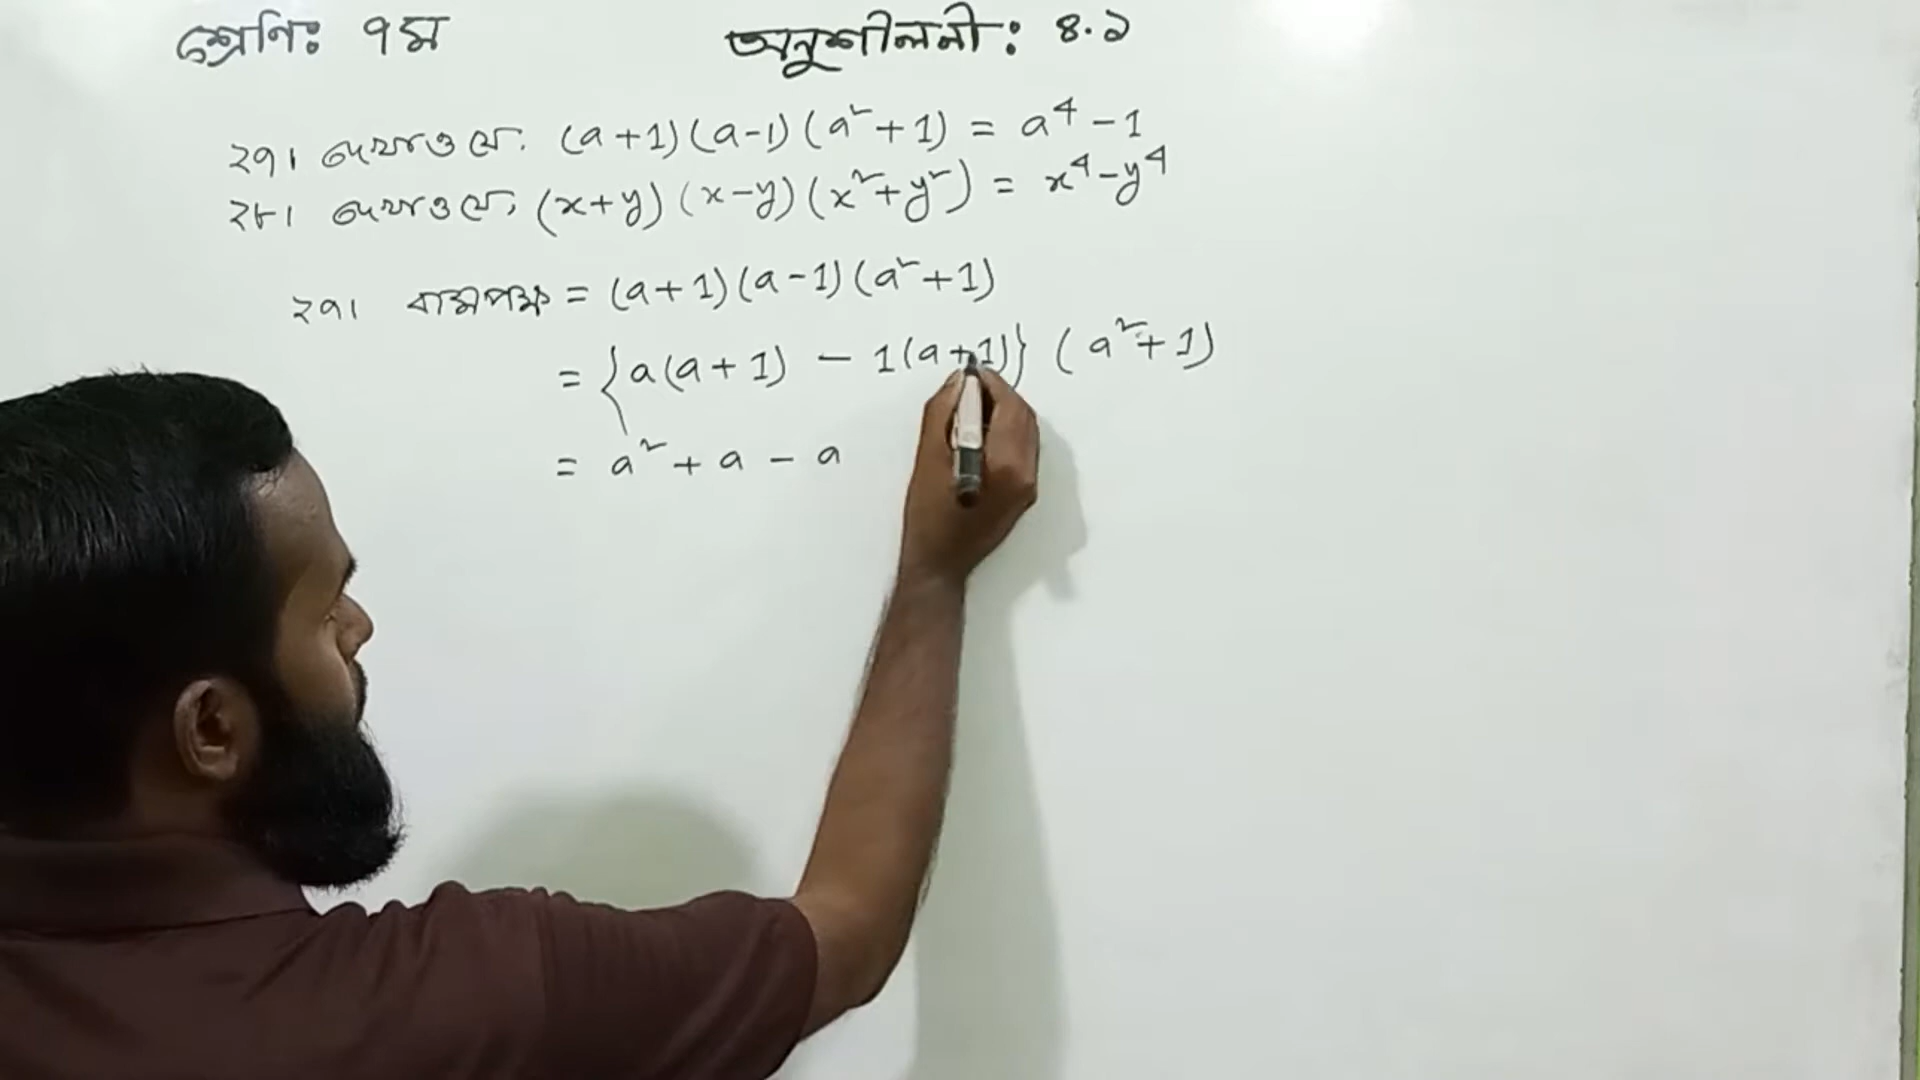 শ্রেণিঃ ৭ম
অনুশীলনী: ৪.১
২৭। দেখাও যে, (a+1)(a-1)(a²+1) = a⁴-1
২৮। দেখাও যে, (x+y)(x-y)(x²+y²) = x⁴-y⁴
২৭। বামপক্ষ = (a+1)(a-1)(a²+1)
= {a(a+1) - 1(a+1)} (a²+1)
= a² + a - a